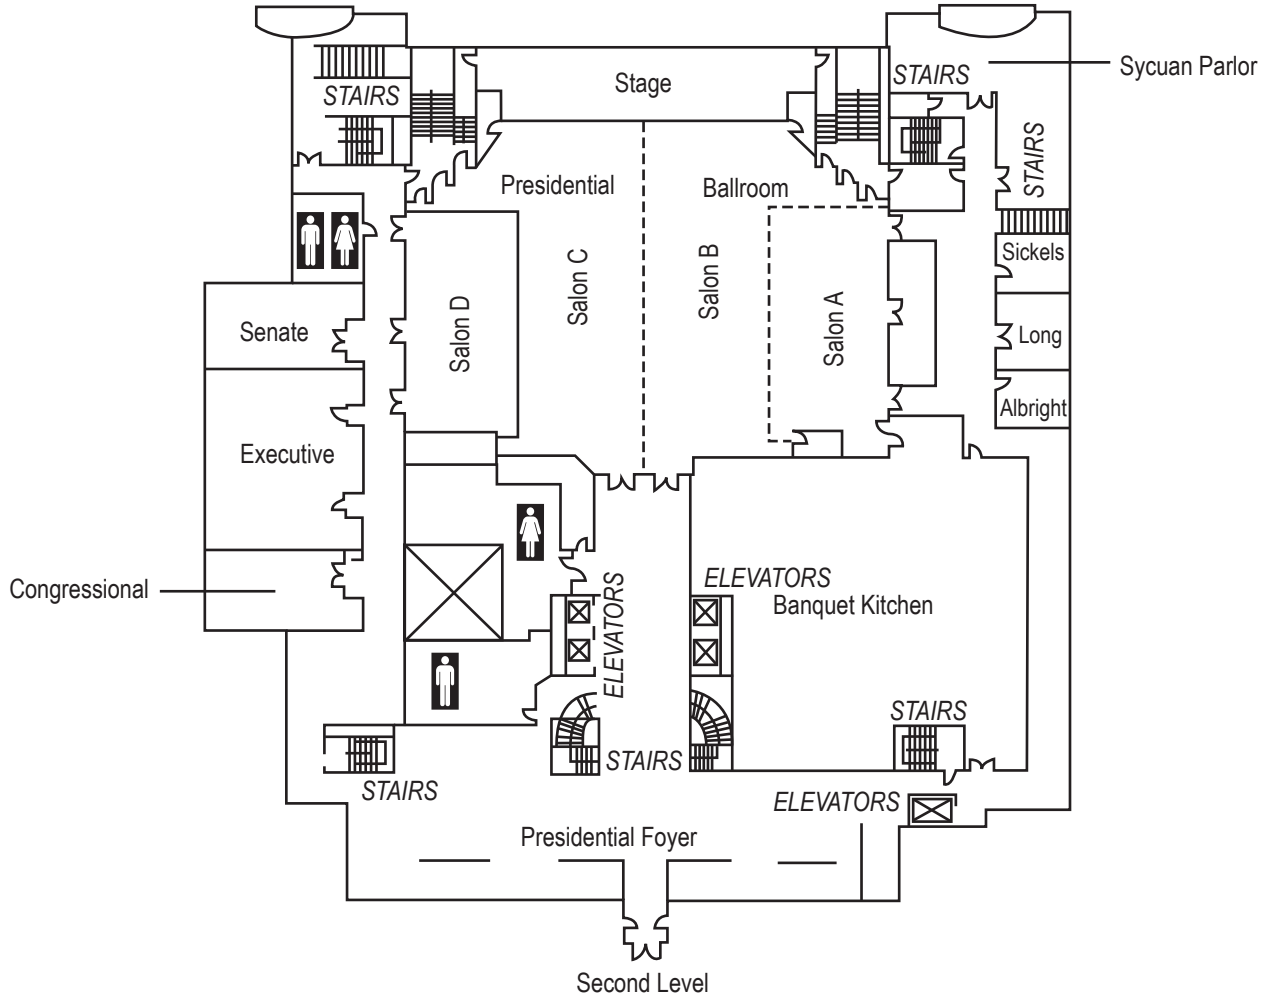 Stage
STAIRS
Sycuan Parlor
STAIRS
STAIRS
Presidential
Ballroom
Sickels
Salon C
Salon B
Senate
Salon D
Salon A
Long
Albright
Executive
ELEVATORS
Congressional
Banquet Kitchen
ELEVATORS
STAIRS
STAIRS
STAIRS
ELEVATORS
Presidential Foyer
Second Level